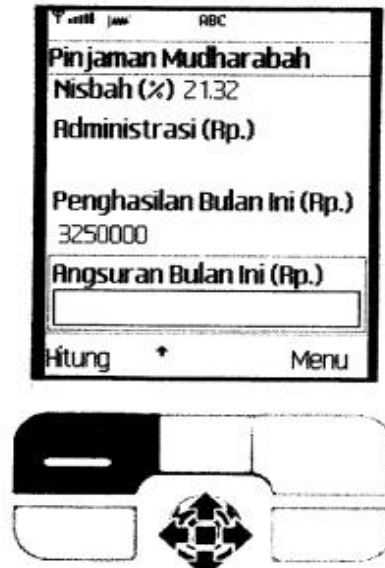 ABC
Pinjaman Mudharabah
Nisbah (%) 21.32
Administrasi (Rp.)
Penghasilan Bulan Ini (Rp.)
3250000
Angsuran Bulan Ini (Rp.)
Hitung Menu